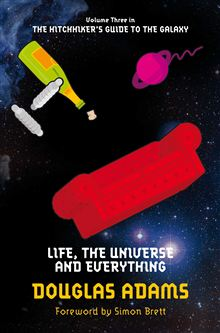 Volume Three in
THE HITCHHIKER'S GUIDE TO THE GALAXY
LIFE, THE UNIVERSE
AND EVERYTHING
DOUGLAS ADAMS
Foreword by Simon Brett